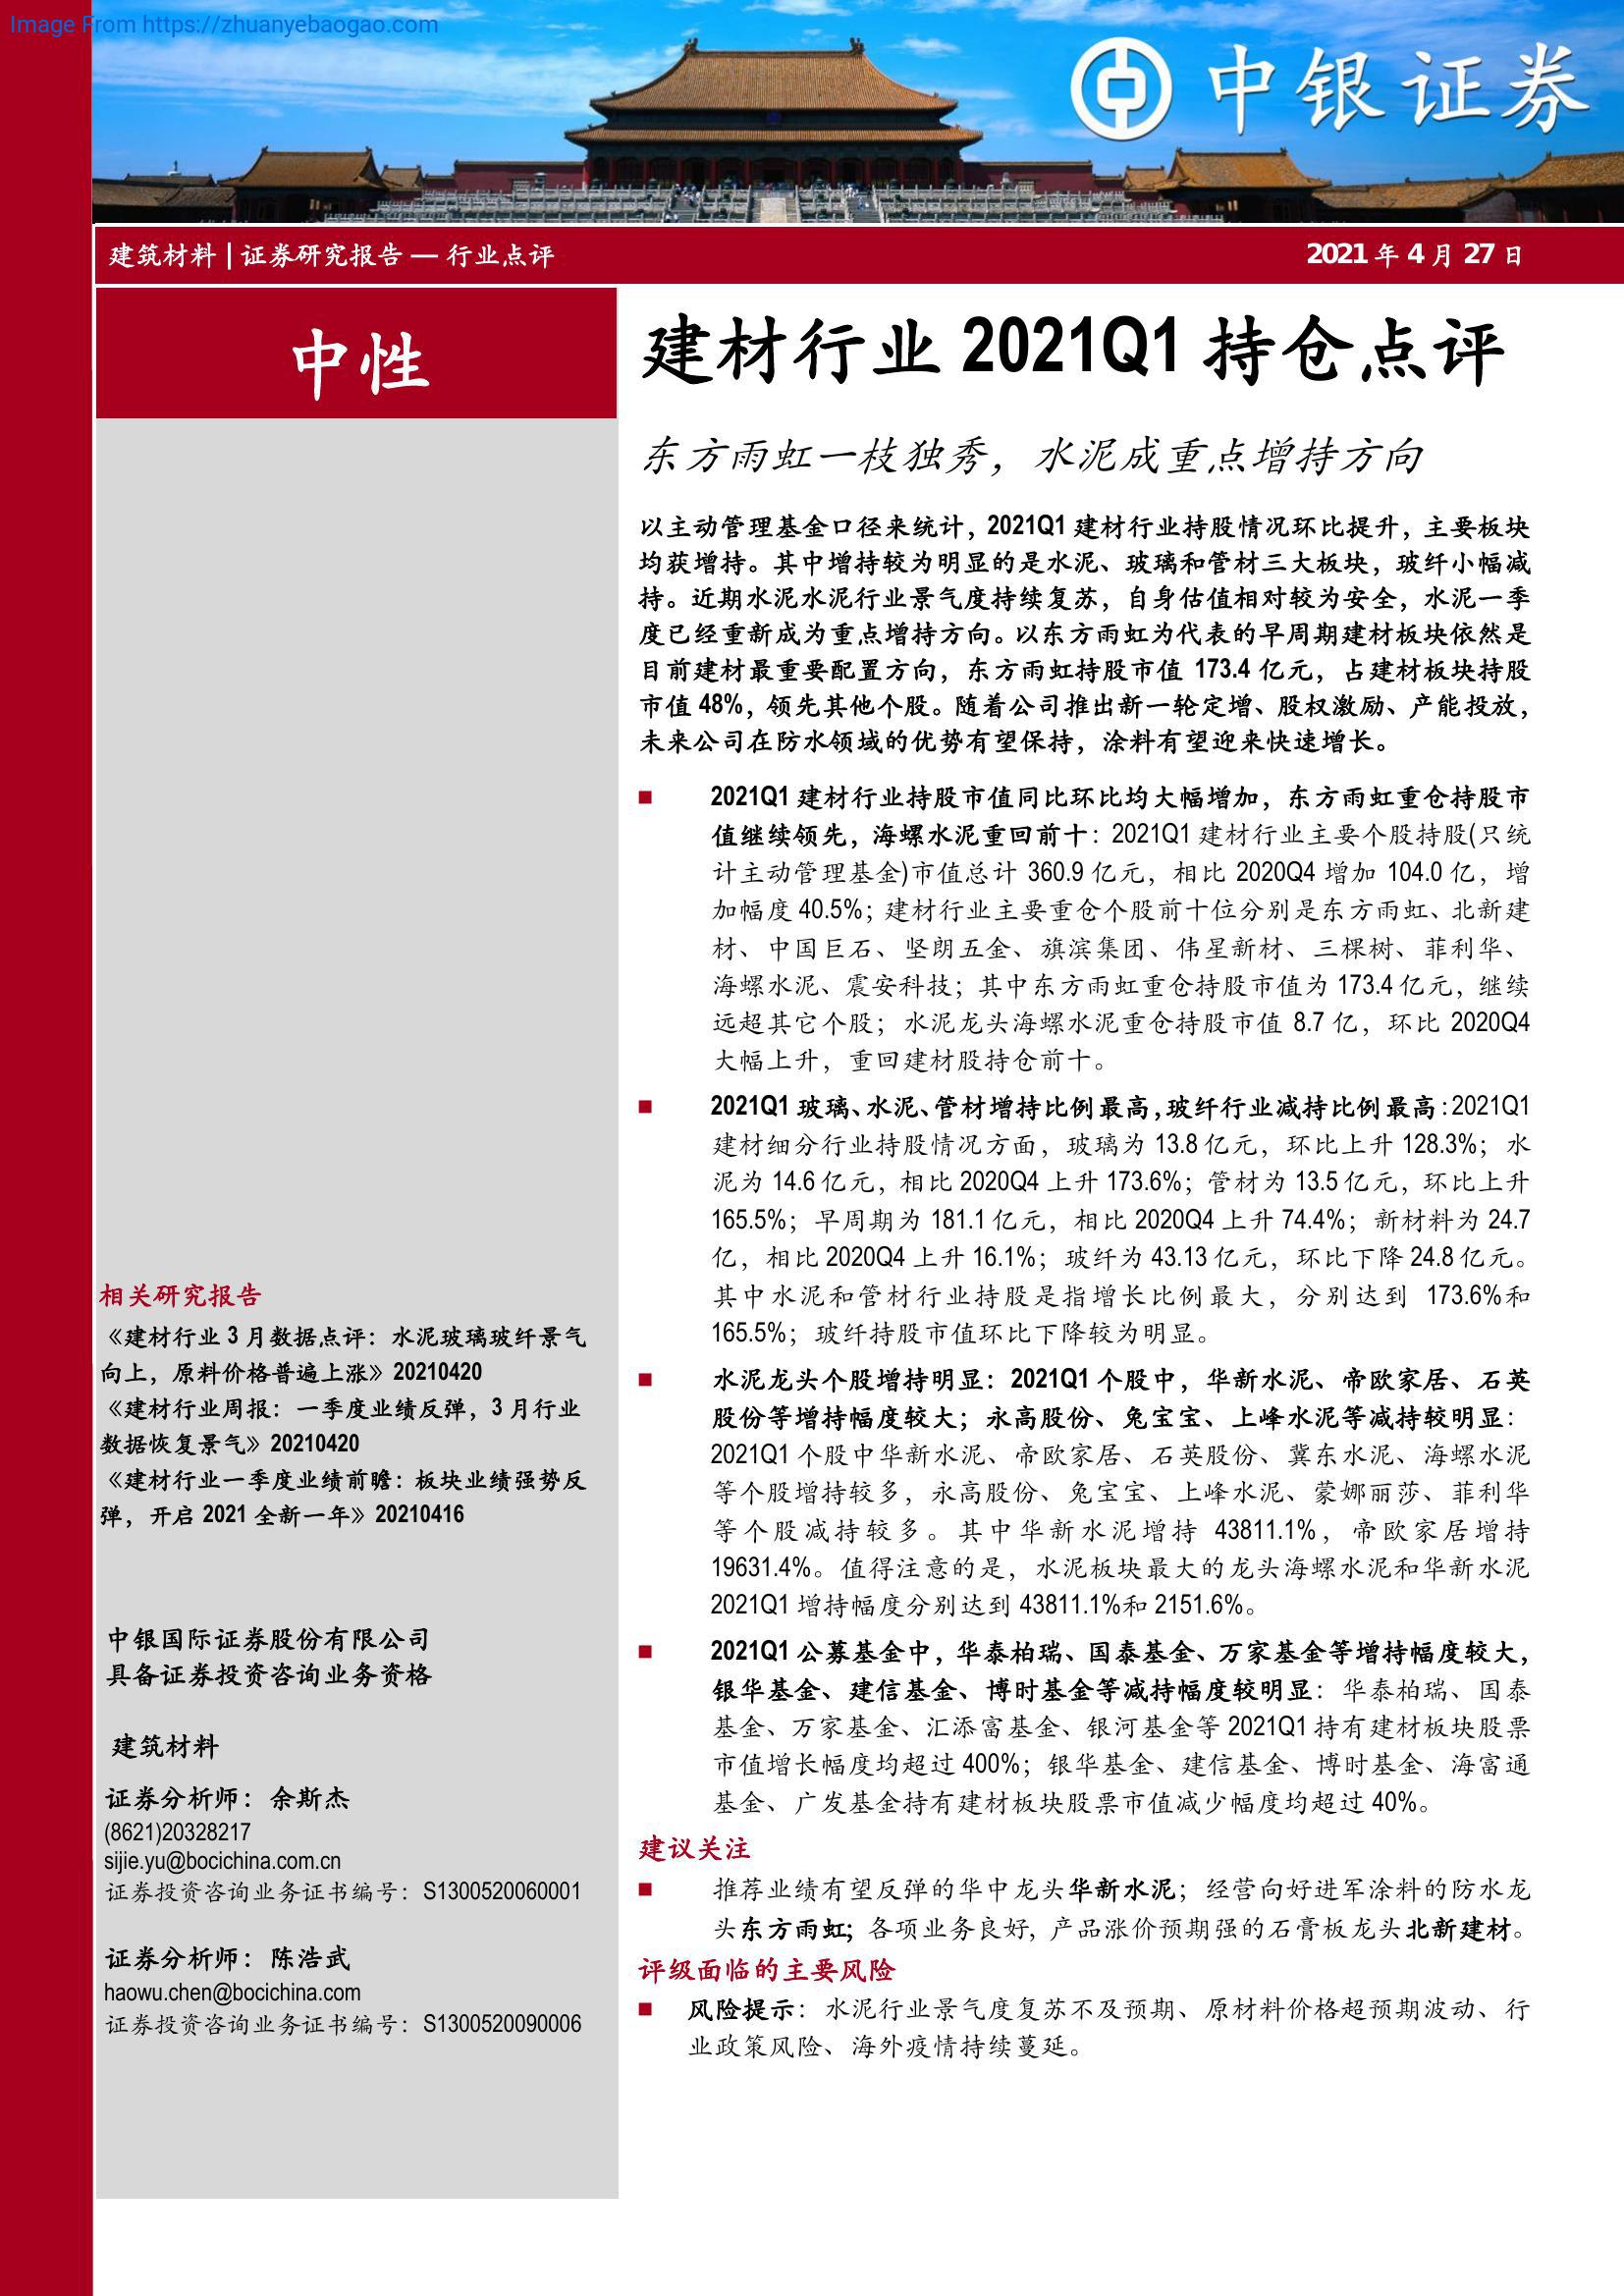 Image From https://zhuanyebaogao.com
中银证券
建筑材料 | 证券研究报告 — 行业点评
2021 年 4 月 27 日
中性
建材行业 2021Q1 持仓点评
东方雨虹一枝独秀，水泥成重点增持方向
以主动管理基金口径来统计，2021Q1 建材行业持股情况环比提升，主要板块
均获增持。其中增持较为明显的是水泥、玻璃和管材三大板块，玻纤小幅减
持。近期水泥水泥行业景气度持续复苏，自身估值相对较为安全，水泥一季
度已经重新成为重点增持方向。以东方雨虹为代表的早周期建材板块依然是
目前建材最重要配置方向，东方雨虹持股市值 173.4 亿元，占建材板块持股
市值 48%，领先其他个股。随着公司推出新一轮定增、股权激励、产能投放，
未来公司在防水领域的优势有望保持，涂料有望迎来快速增长。
■ 2021Q1 建材行业持股市值同比环比均大幅增加，东方雨虹重仓持股市
值继续领先，海螺水泥重回前十：2021Q1 建材行业主要个股持股(只统
计主动管理基金)市值总计 360.9 亿元，相比 2020Q4 增加 104.0 亿，增
加幅度 40.5%；建材行业主要重仓个股前十位分别是东方雨虹、北新建
材、中国巨石、坚朗五金、旗滨集团、伟星新材、三棵树、菲利华、
海螺水泥、震安科技；其中东方雨虹重仓持股市值为 173.4 亿元，继续
远超其它个股；水泥龙头海螺水泥重仓持股市值 8.7 亿，环比 2020Q4
大幅上升，重回建材股持仓前十。
■ 2021Q1 玻璃、水泥、管材增持比例最高，玻纤行业减持比例最高：2021Q1
建材细分行业持股情况方面，玻璃为 13.8 亿元，环比上升 128.3%；水
泥为 14.6 亿元，相比 2020Q4 上升 173.6%；管材为 13.5 亿元，环比上升
165.5%；早周期为 181.1 亿元，相比 2020Q4 上升 74.4%；新材料为 24.7
亿，相比 2020Q4 上升 16.1%；玻纤为 43.13 亿元，环比下降 24.8 亿元。
其中水泥和管材行业持股是指增长比例最大，分别达到 173.6%和
165.5%；玻纤持股市值环比下降较为明显。
■ 水泥龙头个股增持明显：2021Q1 个股中，华新水泥、帝欧家居、石英
股份等增持幅度较大；永高股份、兔宝宝、上峰水泥等减持较明显：
2021Q1 个股中华新水泥、帝欧家居、石英股份、冀东水泥、海螺水泥
等个股增持较多，永高股份、兔宝宝、上峰水泥、蒙娜丽莎、菲利华
等个股减持较多。其中华新水泥增持 43811.1%，帝欧家居增持
19631.4%。值得注意的是，水泥板块最大的龙头海螺水泥和华新水泥
2021Q1 增持幅度分别达到 43811.1%和 2151.6%。
■ 2021Q1 公募基金中，华泰柏瑞、国泰基金、万家基金等增持幅度较大，
银华基金、建信基金、博时基金等减持幅度较明显：华泰柏瑞、国泰
基金、万家基金、汇添富基金、银河基金等 2021Q1 持有建材板块股票
市值增长幅度均超过 400%；银华基金、建信基金、博时基金、海富通
基金、广发基金持有建材板块股票市值减少幅度均超过 40%。
建议关注
■ 推荐业绩有望反弹的华中龙头华新水泥；经营向好进军涂料的防水龙
头东方雨虹；各项业务良好，产品涨价预期强的石膏板龙头北新建材。
评级面临的主要风险
■ 风险提示：水泥行业景气度复苏不及预期、原材料价格超预期波动、行
业政策风险、海外疫情持续蔓延。
相关研究报告
《建材行业 3 月数据点评：水泥玻璃玻纤景气
向上，原料价格普遍上涨》20210420
《建材行业周报：一季度业绩反弹，3 月行业
数据恢复景气》20210420
《建材行业一季度业绩前瞻：板块业绩强势反
弹，开启 2021 全新一年》20210416
中银国际证券股份有限公司
具备证券投资咨询业务资格
建筑材料
证券分析师：余斯杰
(8621)20328217
sijie.yu@bocichina.com.cn
证券投资咨询业务证书编号：S1300520060001
证券分析师：陈浩武
haowu.chen@bocichina.com
证券投资咨询业务证书编号：S1300520090006